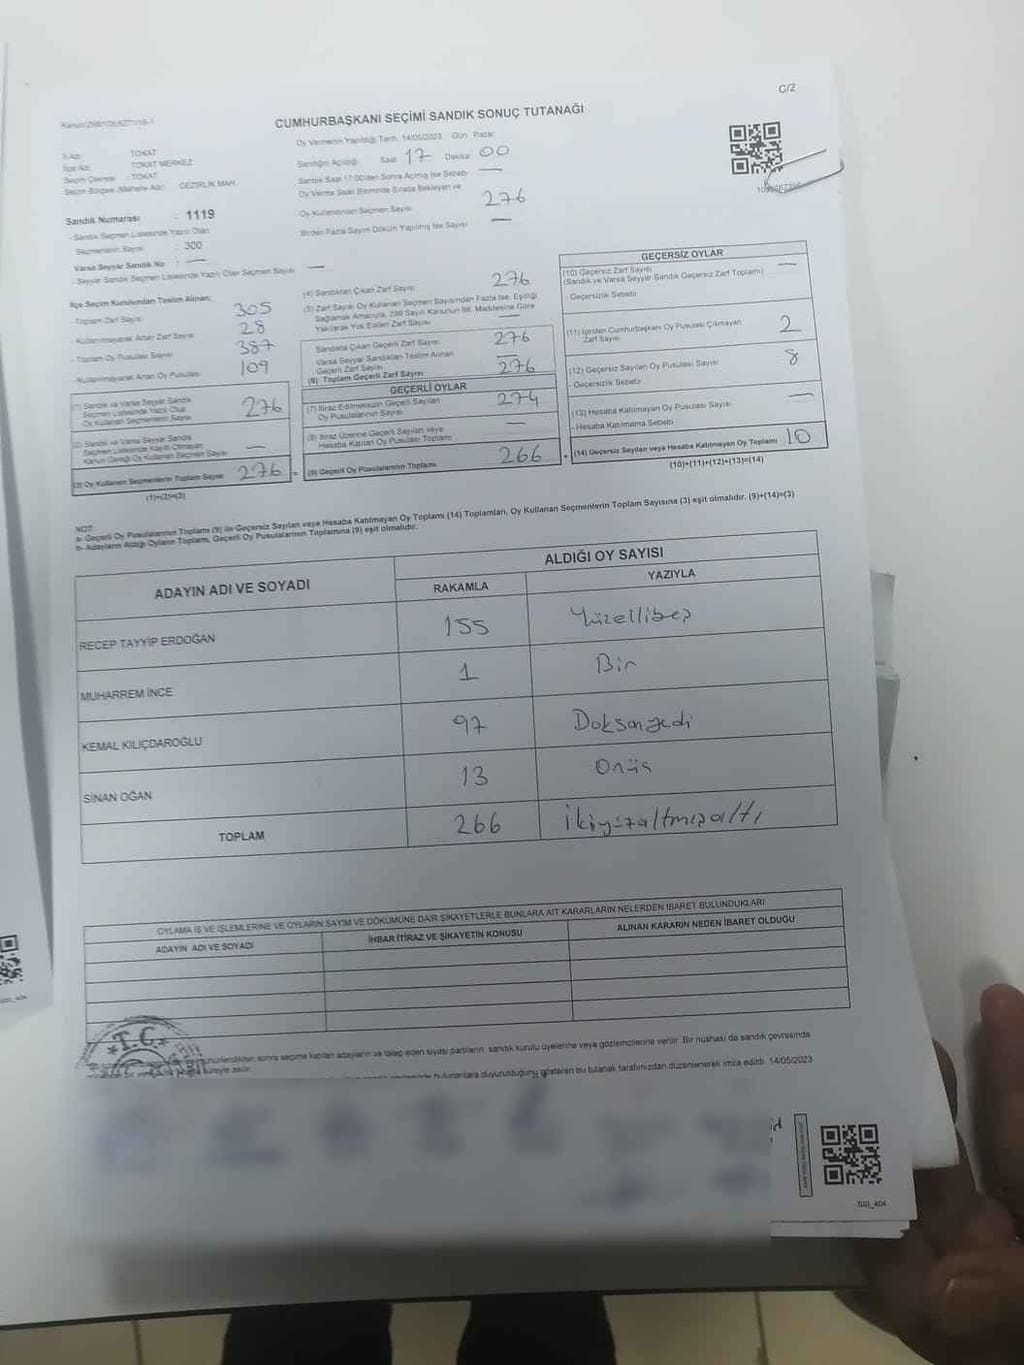 C/2
CUMHURBAŞKANI SEÇİMİ SANDIK SONUÇ TUTANAĞI
İl Adı : TOKAT
İlçe Adı : TOKAT MERKEZ
Seçim Çevresi : TOKAT
Seçim Bölgesi (Mahalle Adı) : GEZİRLİK MAH.
Sandık Numarası : 1119
- Sandık Seçmen Listesinde Yazılı Olan
Seçmenlerin Sayısı : 300
Varsa Seyyar Sandık No : —
- Seyyar Sandık Seçmen Listesinde Yazılı Olan Seçmen Sayısı —
Oy Vermenin Yapıldığı Tarih 14/05/2023 Gün Pazar
Sandığın Açıldığı Saat 17 Dakika 00
Sandık Saat 17:00'den Sonra Açılmış İse Sebebi —
Oy Verme Saati Bitiminde Sırada Bekleyen ve
Oy Kullandırılan Seçmen Sayısı 276
Birden Fazla Sayım Döküm Yapılmış İse Sayısı —
İlçe Seçim Kurulundan Teslim Alınan;
Toplam Zarf Sayısı 305
- Kullanılmayarak Artan Zarf Sayısı 28
- Toplam Oy Pusulası Sayısı 387
- Kullanılmayarak Artan Oy Pusulası 109
(1) Sandık ve Varsa Seyyar Sandık
Seçmen Listesinde Yazılı Olup
Oy Kullanan Seçmenlerin Sayısı 276
(2) Sandık ve Varsa Seyyar Sandık
Seçmen Listesinde Kayıtlı Olmayan
Kanun Gereği Oy Kullanan Seçmen Sayısı —
(3) Oy Kullanan Seçmenlerin Toplam Sayısı 276 =
(1)+(2)=(3)
(4) Sandıktan Çıkan Zarf Sayısı 276
(5) Zarf Sayısı Oy Kullanan Seçmen Sayısından Fazla İse, Eşitliği
Sağlamak Amacıyla, 298 Sayılı Kanunun Maddesine Göre
Yakılarak Yok Edilen Zarf Sayısı —
Sandıkta Çıkan Geçerli Zarf Sayısı 276
Varsa Seyyar Sandıktan Teslim Alınan
Geçerli Zarf Sayısı —
(6) Toplam Geçerli Zarf Sayısı 276
GEÇERLİ OYLAR
(7) İtiraz Edilmeksizin Geçerli Sayılan
Oy Pusulalarının Sayısı 274
(8) İtiraz Üzerine Geçerli Sayılan veya
Hesaba Katılan Oy Pusulası Toplamı —
(9) Geçerli Oy Pusulalarının Toplamı 266 +
GEÇERSİZ OYLAR
(10) Geçersiz Zarf Sayısı —
(Sandık ve Varsa Seyyar Sandık Geçersiz Zarf Toplamı)
- Geçersizlik Sebebi
(11) İçinden Cumhurbaşkanı Oy Pusulası Çıkmayan
Zarf Sayısı 2
(12) Geçersiz Sayılan Oy Pusulası Sayısı 8
- Geçersizlik Sebebi
(13) Hesaba Katılmayan Oy Pusulası Sayısı —
- Hesaba Katılmama Sebebi
(14) Geçersiz Sayılan veya Hesaba Katılmayan Oy Toplamı 10
(10)+(11)+(12)+(13)=(14)
NOT:
a- Geçerli Oy Pusulalarının Toplamı (9) ile Geçersiz Sayılan veya Hesaba Katılmayan Oy Toplamı (14) Toplamları, Oy Kullanan Seçmenlerin Toplam Sayısına (3) eşit olmalıdır. (9)+(14)=(3)
b- Adayların Aldığı Oyların Toplamı, Geçerli Oy Pusulalarının Toplamına (9) eşit olmalıdır.
ADAYIN ADI VE SOYADI ALDIĞI OY SAYISI
RAKAMLA YAZIYLA
RECEP TAYYİP ERDOĞAN 155 Yüzellibeş
MUHARREM İNCE 1 Bir
KEMAL KILIÇDAROĞLU 97 Doksanyedi
SİNAN OĞAN 13 Onüç
TOPLAM 266 İkiyüzaltmışaltı
OYLAMA İŞ VE İŞLEMLERİNE VE OYLARIN SAYIM VE DÖKÜMÜNE DAİR ŞİKAYETLERLE BUNLARA AİT KARARLARIN NELERDEN İBARET BULUNDUKLARI
ADAYIN ADI VE SOYADI İHBAR İTİRAZ VE ŞİKAYETİN KONUSU ALINAN KARARIN NEDEN İBARET OLDUĞU
T.C.
sonra seçime katılan adayların ve talep eden siyasi partilerin sandık kurulu üyelerine veya gözlemcilerine verilir. Bir nüshası da sandık çevresinde
süreyle asılır.
bulunanlara duyurulduğunu gösteren bu tutanak tarafımızdan düzenlenerek imza edildi. 14/05/2023